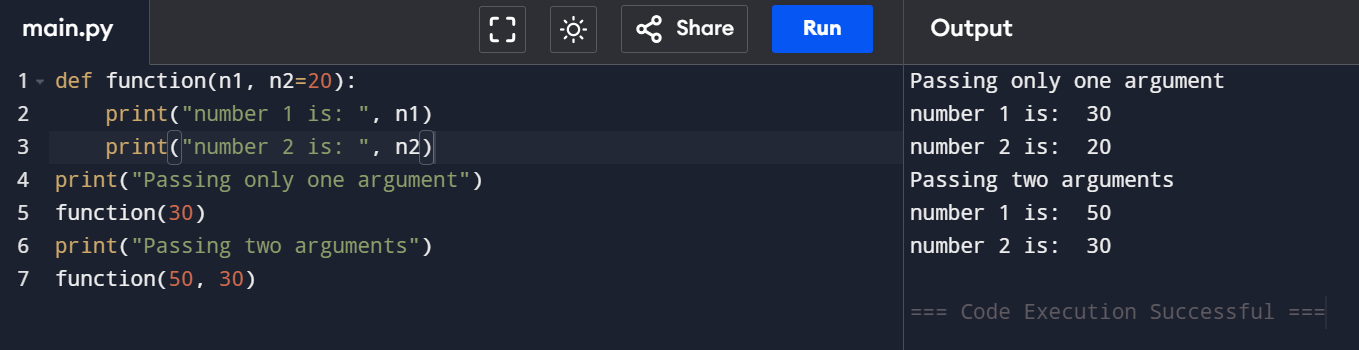 main.py
Share
Run
Output
1 def function(n1, n2=20):
2     print("number 1 is: ", n1)
3     print("number 2 is: ", n2)
4 print("Passing only one argument")
5 function(30)
6 print("Passing two arguments")
7 function(50, 30)
Passing only one argument
number 1 is:  30
number 2 is:  20
Passing two arguments
number 1 is:  50
number 2 is:  30
=== Code Execution Successful ===